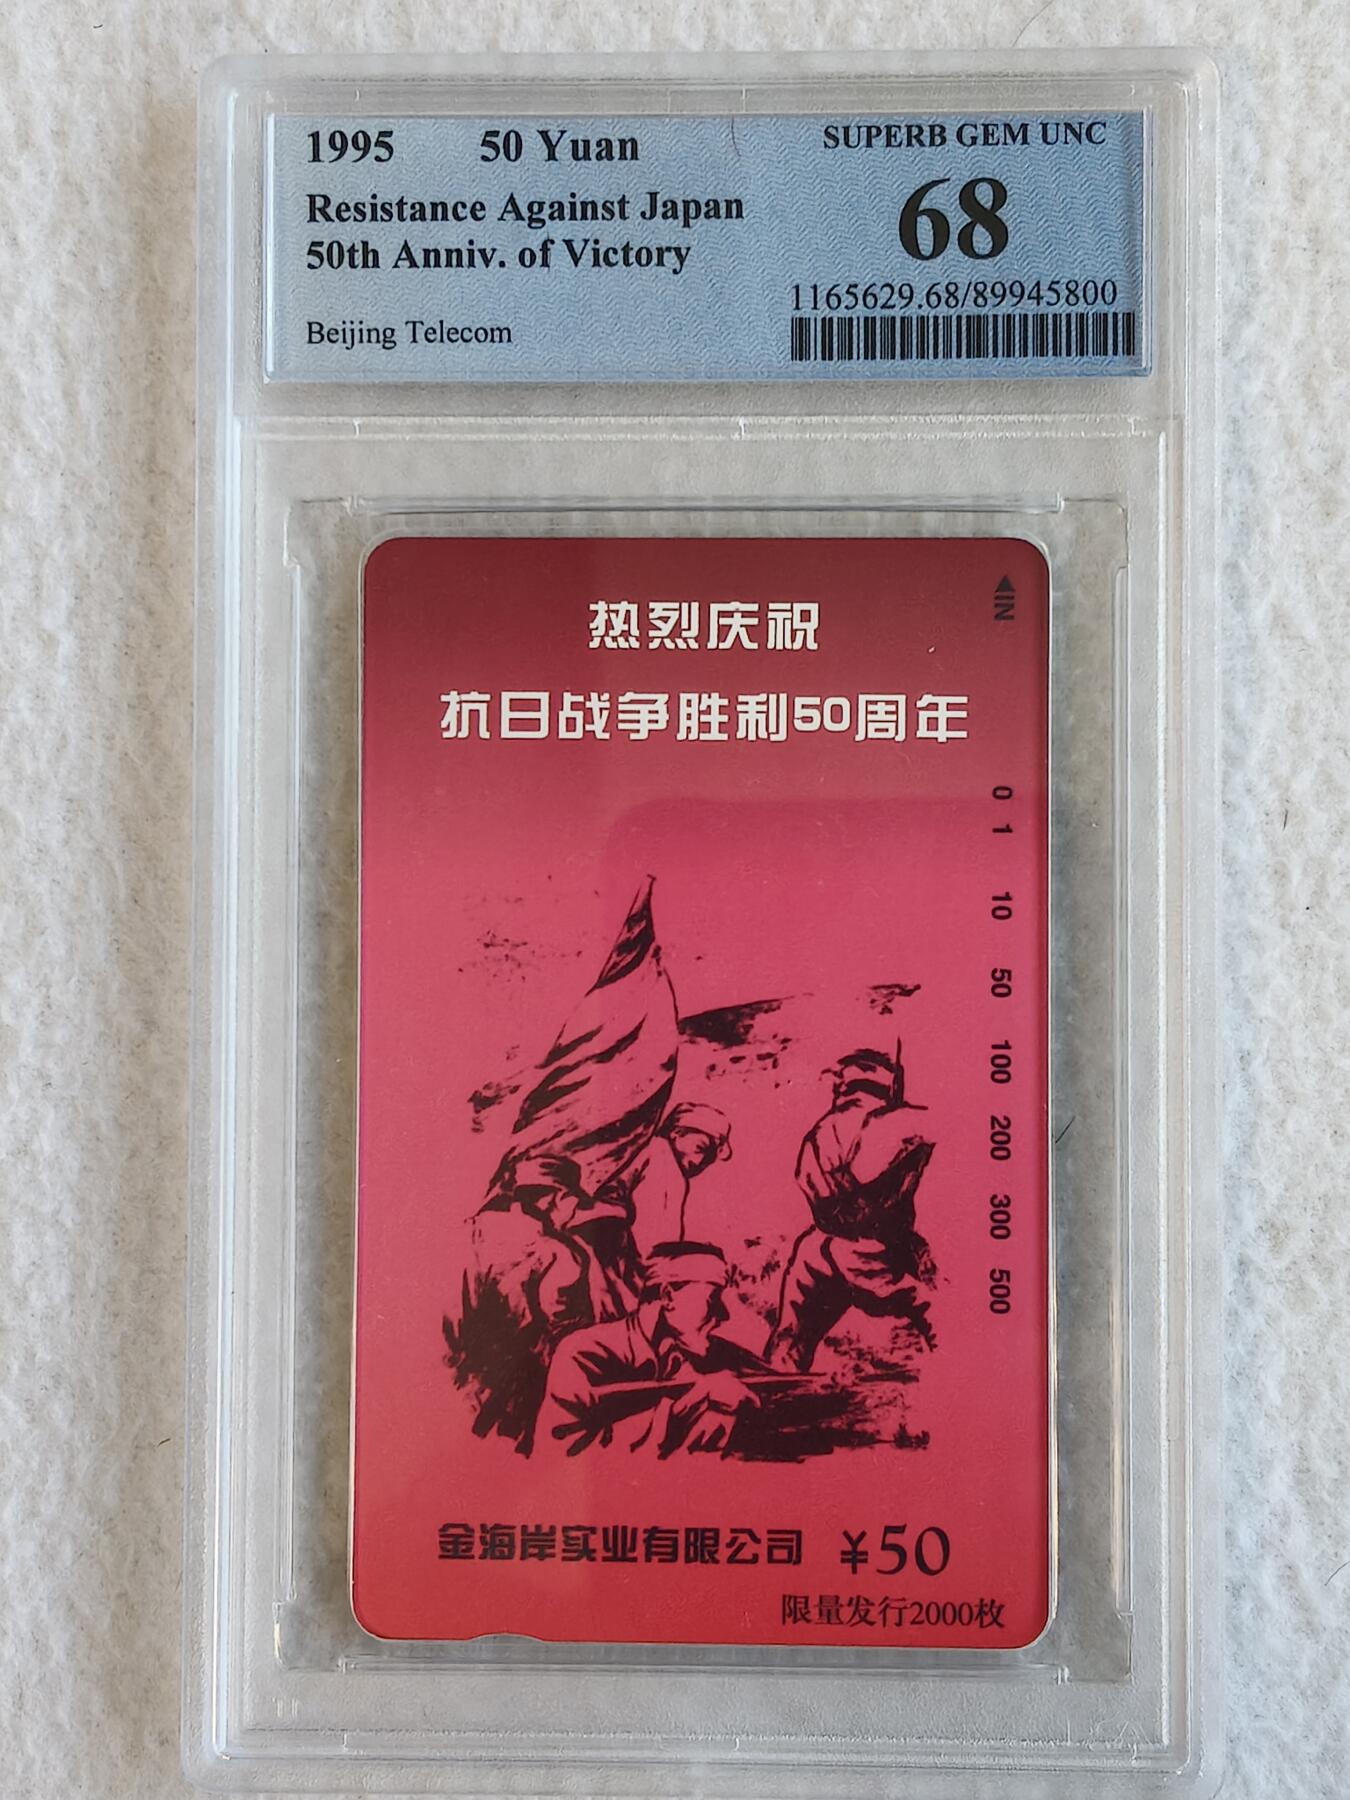 1995 50 Yuan
Resistance Against Japan
50th Anniv. of Victory
Beijing Telecom
SUPERB GEM UNC
68
1165629.68/89945800
热烈庆祝
抗日战争胜利50周年
◀IN
0 1 10 50 100 200 300 500
金海岸实业有限公司 ¥50
限量发行2000枚